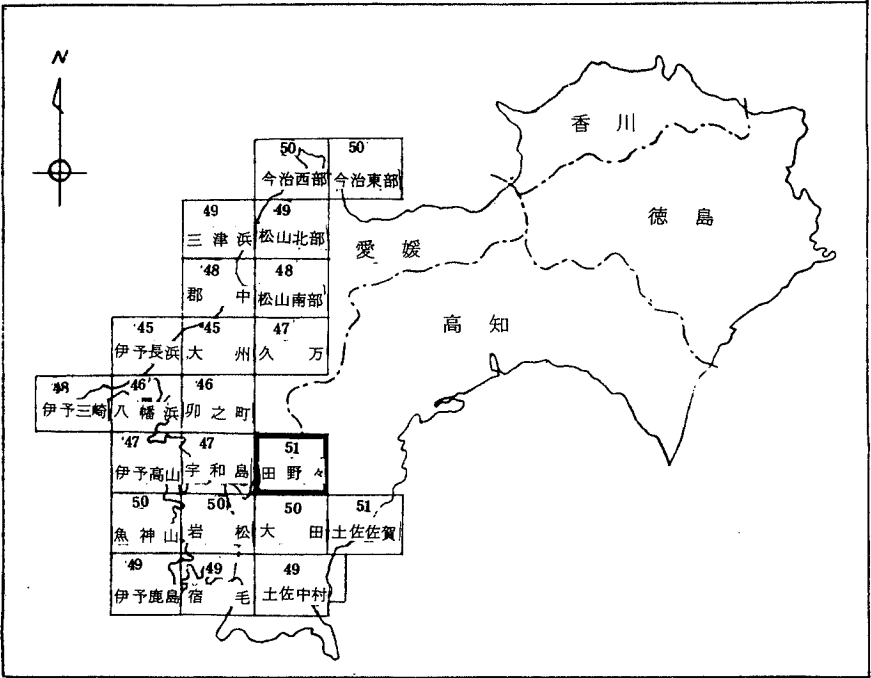 N
香川
徳島
愛媛
高知
50 50
今治西部 今治東部
49 49
三津浜 松山北部
48 48
郡中 松山南部
45 45 47
伊予長浜 大州 久万
48 46 46
伊予三崎 八幡浜 卯之町
47 47 51
伊予高山 宇和島 田野々
50 50 50 51
魚神山 岩松 大田 土佐佐賀
49 49 49
伊予鹿島 宿毛 土佐中村